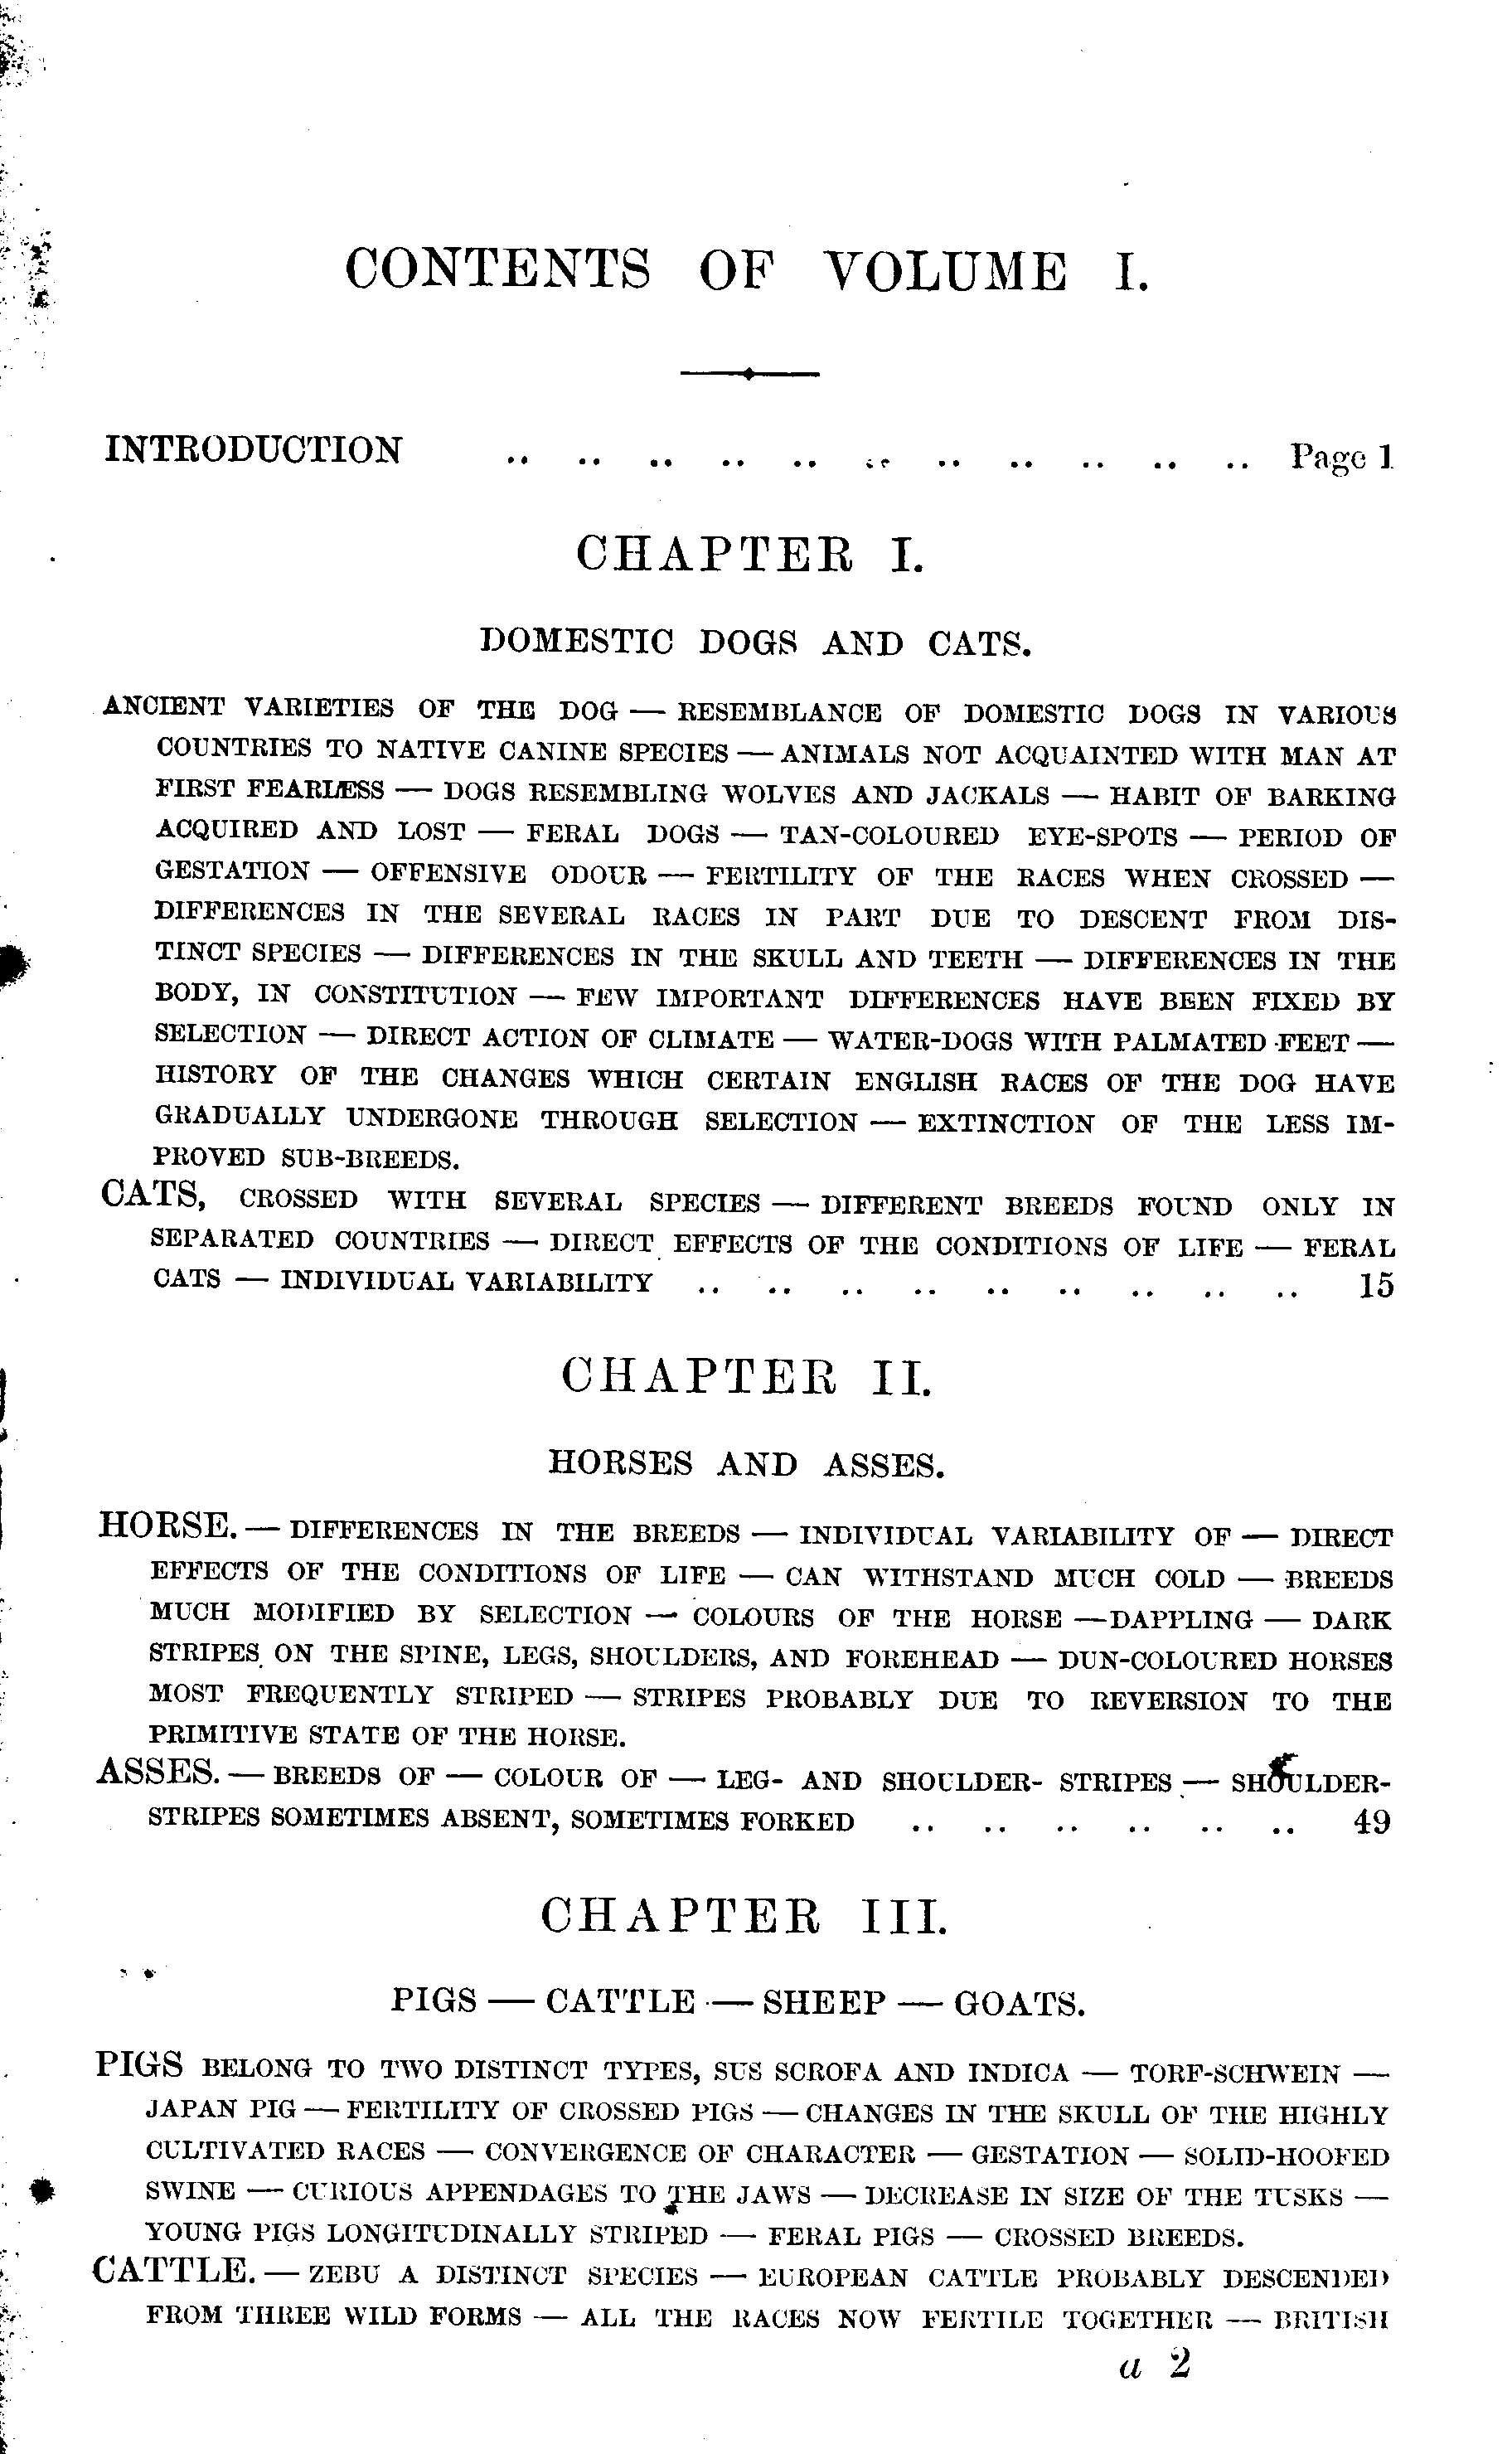 CONTENTS OF VOLUME I.
INTRODUCTION .. .. .. .. .. .. .. .. .. .. .. Page 1
CHAPTER I.
DOMESTIC DOGS AND CATS.
ANCIENT VARIETIES OF THE DOG — RESEMBLANCE OF DOMESTIC DOGS IN VARIOUS
COUNTRIES TO NATIVE CANINE SPECIES — ANIMALS NOT ACQUAINTED WITH MAN AT
FIRST FEARLESS — DOGS RESEMBLING WOLVES AND JACKALS — HABIT OF BARKING
ACQUIRED AND LOST — FERAL DOGS — TAN-COLOURED EYE-SPOTS — PERIOD OF
GESTATION — OFFENSIVE ODOUR — FERTILITY OF THE RACES WHEN CROSSED —
DIFFERENCES IN THE SEVERAL RACES IN PART DUE TO DESCENT FROM DIS-
TINCT SPECIES — DIFFERENCES IN THE SKULL AND TEETH — DIFFERENCES IN THE
BODY, IN CONSTITUTION — FEW IMPORTANT DIFFERENCES HAVE BEEN FIXED BY
SELECTION — DIRECT ACTION OF CLIMATE — WATER-DOGS WITH PALMATED FEET —
HISTORY OF THE CHANGES WHICH CERTAIN ENGLISH RACES OF THE DOG HAVE
GRADUALLY UNDERGONE THROUGH SELECTION — EXTINCTION OF THE LESS IM-
PROVED SUB-BREEDS.
CATS, CROSSED WITH SEVERAL SPECIES — DIFFERENT BREEDS FOUND ONLY IN
SEPARATED COUNTRIES — DIRECT EFFECTS OF THE CONDITIONS OF LIFE — FERAL
CATS — INDIVIDUAL VARIABILITY .. .. .. .. .. .. .. .. .. 15
CHAPTER II.
HORSES AND ASSES.
HORSE. — DIFFERENCES IN THE BREEDS — INDIVIDUAL VARIABILITY OF — DIRECT
EFFECTS OF THE CONDITIONS OF LIFE — CAN WITHSTAND MUCH COLD — BREEDS
MUCH MODIFIED BY SELECTION — COLOURS OF THE HORSE — DAPPLING — DARK
STRIPES ON THE SPINE, LEGS, SHOULDERS, AND FOREHEAD — DUN-COLOURED HORSES
MOST FREQUENTLY STRIPED — STRIPES PROBABLY DUE TO REVERSION TO THE
PRIMITIVE STATE OF THE HORSE.
ASSES. — BREEDS OF — COLOUR OF — LEG- AND SHOULDER- STRIPES — SHOULDER-
STRIPES SOMETIMES ABSENT, SOMETIMES FORKED .. .. .. .. .. .. 49
CHAPTER III.
PIGS — CATTLE — SHEEP — GOATS.
PIGS BELONG TO TWO DISTINCT TYPES, SUS SCROFA AND INDICA — TORF-SCHWEIN —
JAPAN PIG — FERTILITY OF CROSSED PIGS — CHANGES IN THE SKULL OF THE HIGHLY
CULTIVATED RACES — CONVERGENCE OF CHARACTER — GESTATION — SOLID-HOOFED
SWINE — CURIOUS APPENDAGES TO THE JAWS — DECREASE IN SIZE OF THE TUSKS —
YOUNG PIGS LONGITUDINALLY STRIPED — FERAL PIGS — CROSSED BREEDS.
CATTLE. — ZEBU A DISTINCT SPECIES — EUROPEAN CATTLE PROBABLY DESCENDED
FROM THREE WILD FORMS — ALL THE RACES NOW FERTILE TOGETHER — BRITISH
a 2